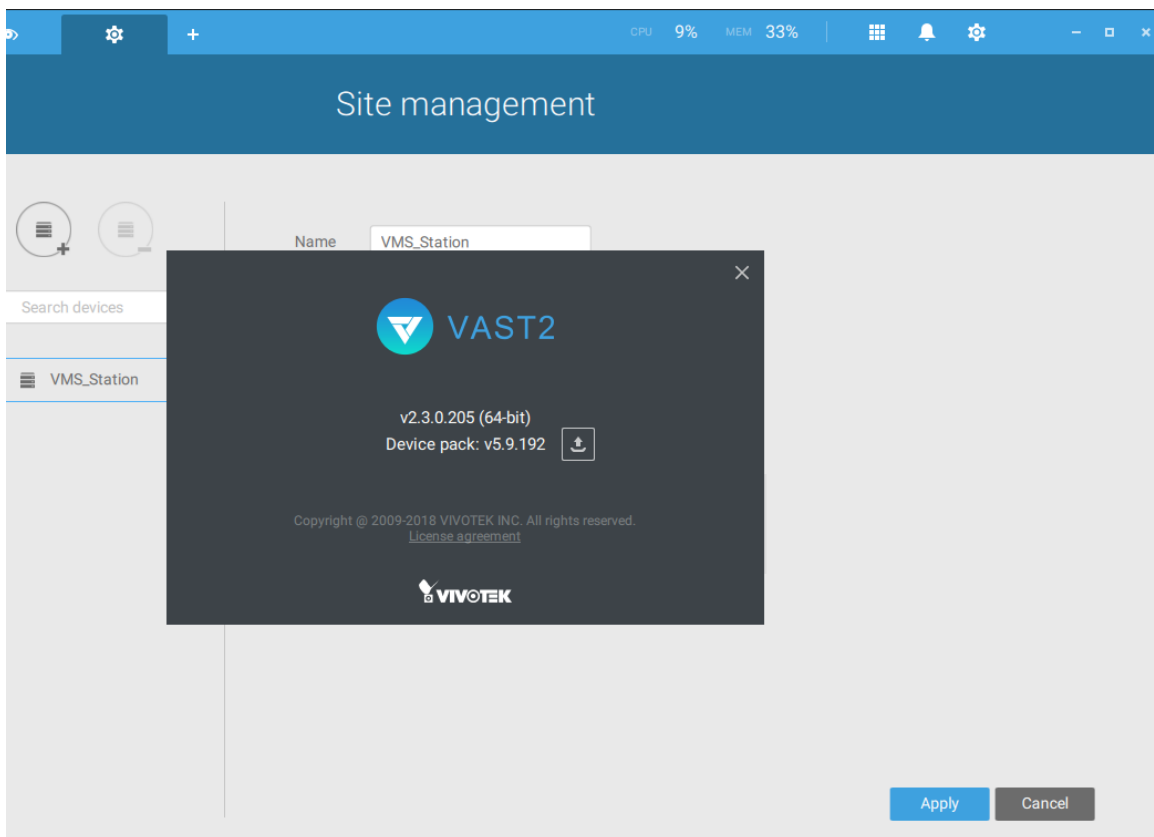 CPU 9% MEM 33%
Site management
Name VMS_Station
Search devices
VMS_Station
VAST2
v2.3.0.205 (64-bit)
Device pack: v5.9.192
Copyright @ 2009-2018 VIVOTEK INC. All rights reserved.
License agreement
VIVOTEK
Apply Cancel